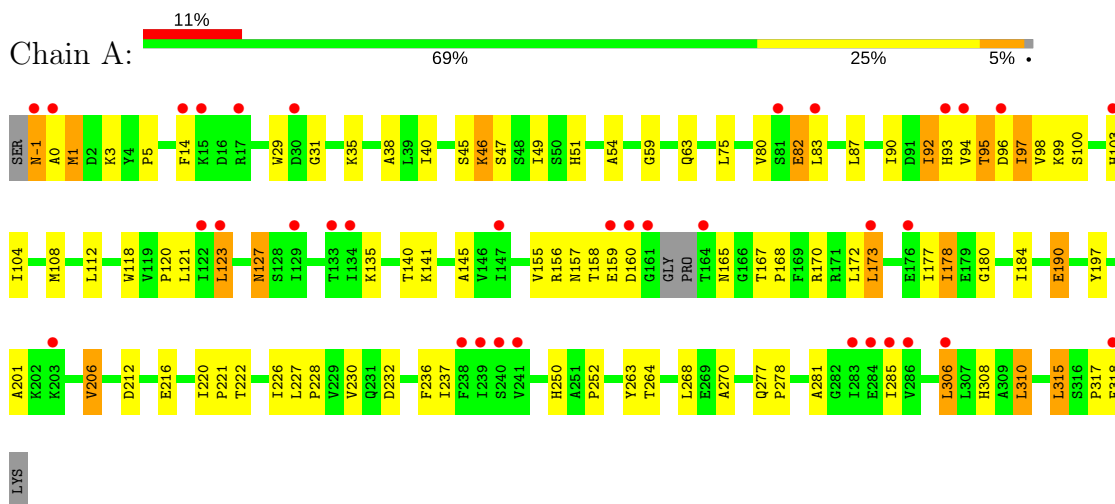 11%
Chain A:
69% 25% 5% •
SER N-1 A0 M1 D2 K3 Y4 P5 F14 K15 D16 R17 W29 D30 G31 K35 A38 L39 I40 S45 K46 S47 S48 I49 S50 H51 A54 G59 Q63 L75 V80 S81 E82 L83 L87 I90 D91 I92 H93 V94 T95 D96 I97 V98 K99 S100 H103
I104 M108 L112 W118 V119 P120 L121 I122 L123 N127 S128 I129 T133 I134 K135 T140 K141 A145 V146 I147 V155 R156 N157 T158 E159 D160 G161 GLY PRO T164 N165 G166 T167 P168 F169 R170 R171 L172 L173 E176 I177 I178 E179 G180 I184 E190 Y197
A201 K202 K203 V206 D212 E216 I220 P221 T222 I226 L227 P228 V229 V230 Q231 D232 F236 I237 F238 I239 S240 V241 H250 A251 P252 Y263 T264 L268 E269 A270 Q277 P278 A281 G282 I283 E284 I285 V286 L306 L307 H308 A309 L310 L315 S316 P317
LYS